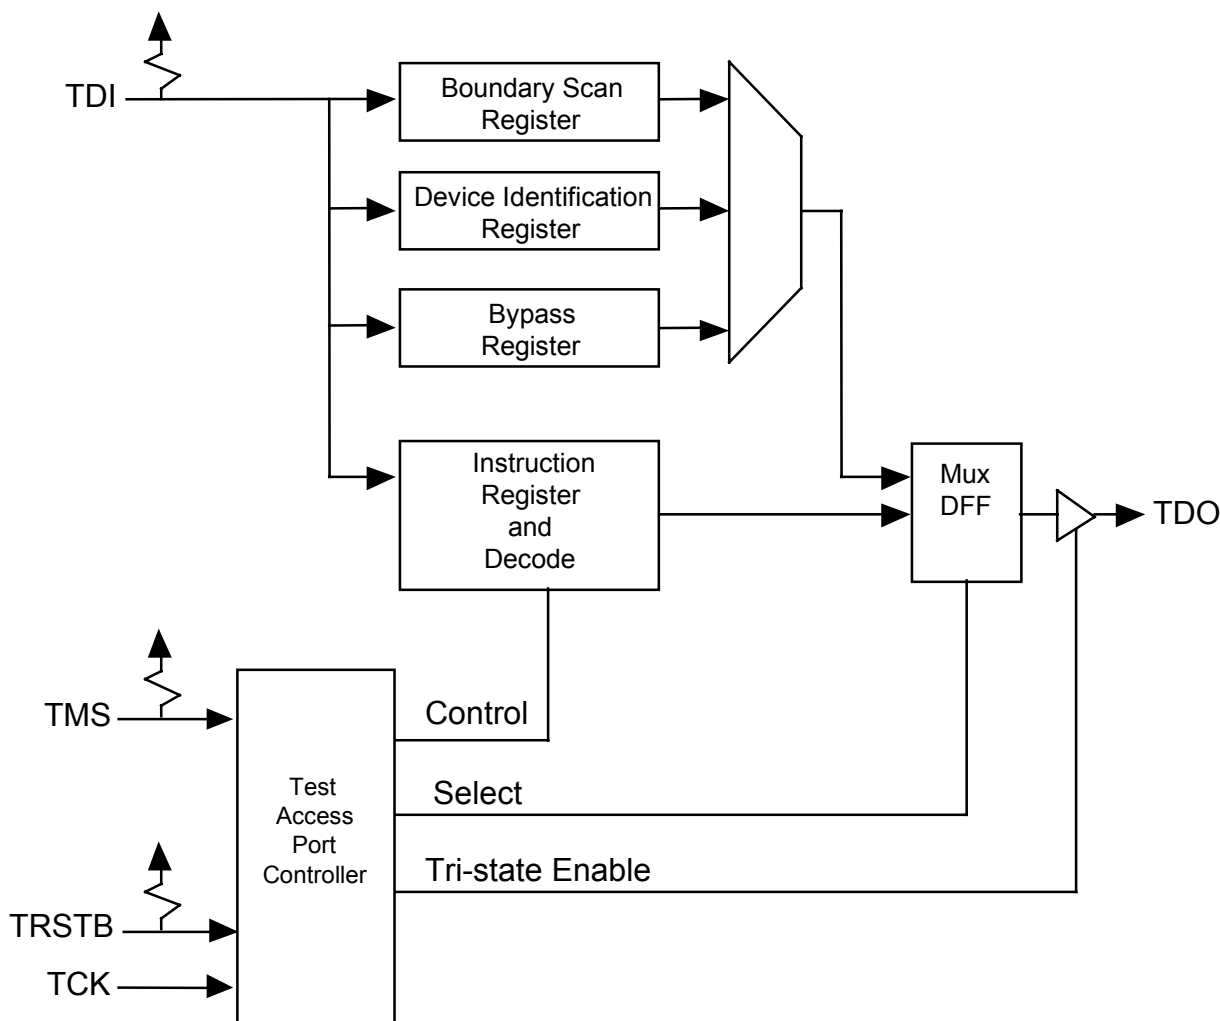 TDI
Boundary Scan
Register
Device Identification
Register
Bypass
Register
Instruction
Register
and
Decode
Mux
DFF
TDO
TMS
Control
Test
Access
Port
Controller
Select
Tri-state Enable
TRSTB
TCK